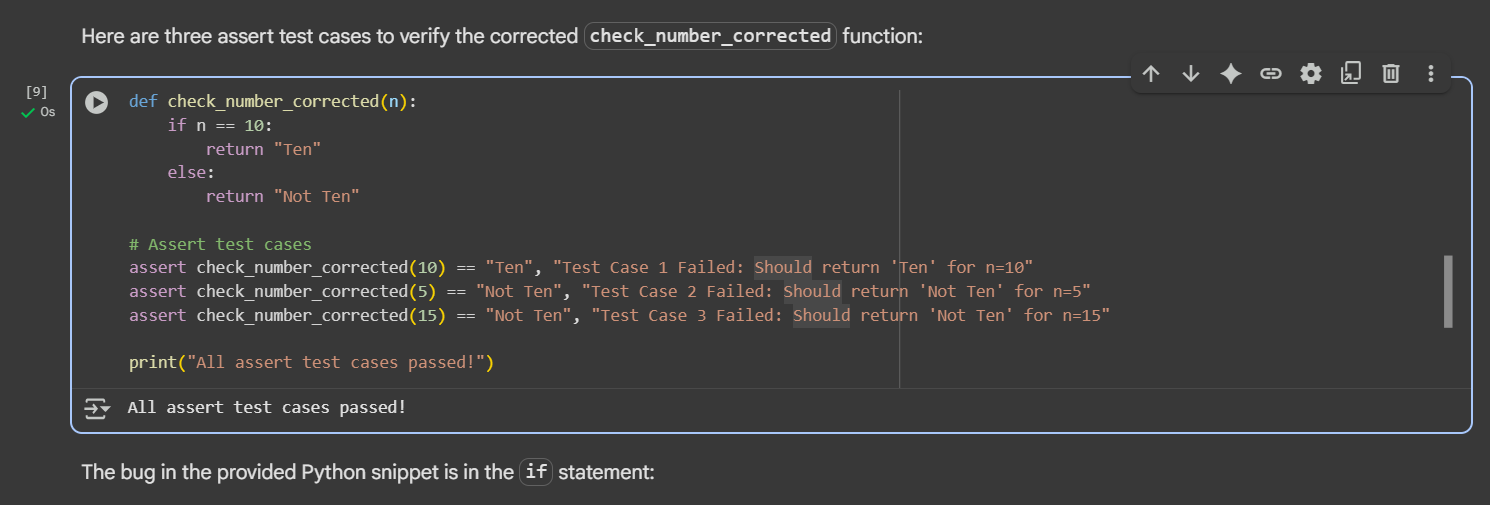 Here are three assert test cases to verify the corrected check_number_corrected function:
[9]
0s
def check_number_corrected(n):
    if n == 10:
        return "Ten"
    else:
        return "Not Ten"
# Assert test cases
assert check_number_corrected(10) == "Ten", "Test Case 1 Failed: Should return 'Ten' for n=10"
assert check_number_corrected(5) == "Not Ten", "Test Case 2 Failed: Should return 'Not Ten' for n=5"
assert check_number_corrected(15) == "Not Ten", "Test Case 3 Failed: Should return 'Not Ten' for n=15"
print("All assert test cases passed!")
All assert test cases passed!
The bug in the provided Python snippet is in the if statement: